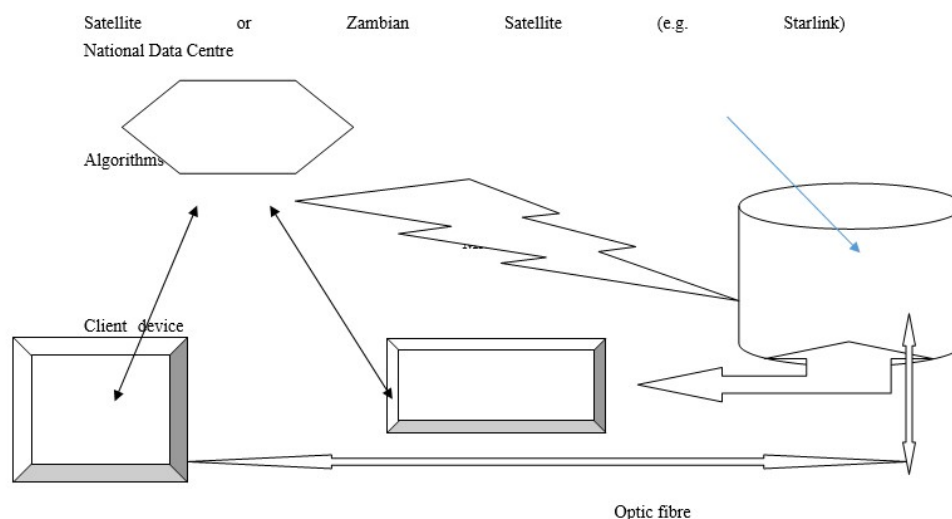 Satellite or Zambian Satellite (e.g. Starlink)
National Data Centre
Algorithms
Client device
Optic fibre